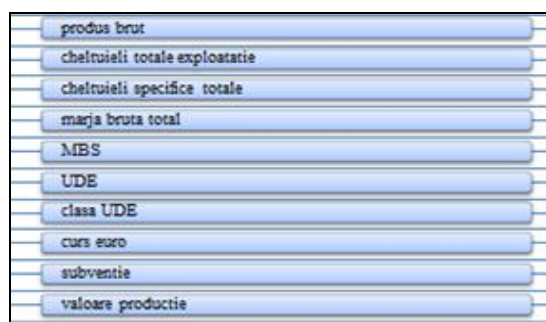 produs brut
cheltuieli totale exploatatie
cheltuieli specifice totale
marja bruta total
MBS
UDE
clasa UDE
curs euro
subventie
valoare productie